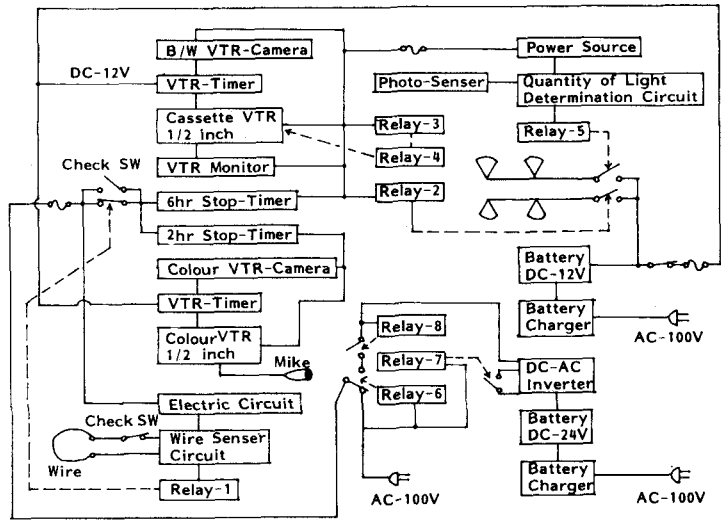 B/W VTR-Camera
Power Source
DC-12V
VTR-Timer
Photo-Senser
Quantity of Light
Determination Circuit
Cassette VTR
1/2 inch
Relay-3
Relay-5
Relay-4
Check SW
VTR Monitor
Relay-2
6hr Stop-Timer
2hr Stop-Timer
Colour VTR-Camera
Battery
DC-12V
VTR-Timer
Battery
Charger
AC-100V
Colour VTR
1/2 inch
Relay-8
Mike
Relay-7
DC-AC
Inverter
Relay-6
Electric Circuit
Check SW
Wire Senser
Circuit
Battery
DC-24V
Wire
Relay-1
AC-100V
Battery
Charger
AC-100V